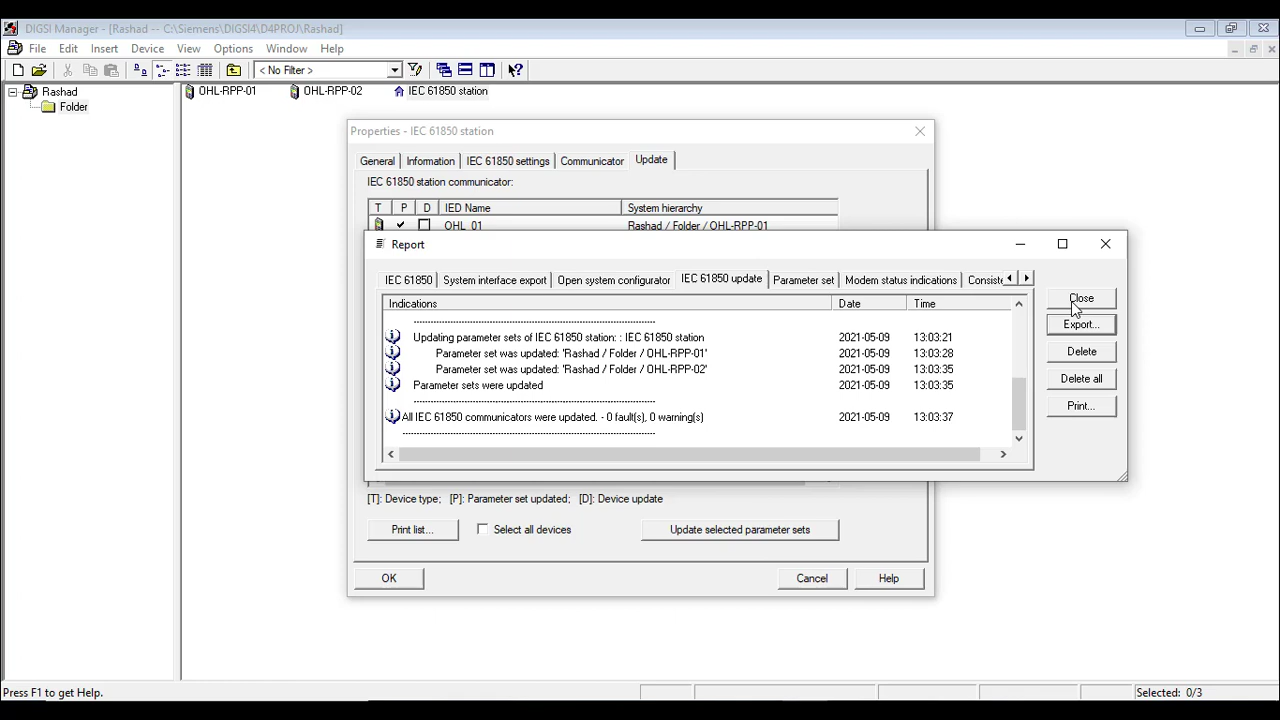 DIGSI Manager - [Rashad -- C:\Siemens\DIGSI4\D4PROJ\Rashad]
File Edit Insert Device View Options Window Help
< No Filter >
Rashad
Folder
OHL-RPP-01 OHL-RPP-02 IEC 61850 station
Properties - IEC 61850 station
General Information IEC 61850 settings Communicator Update
IEC 61850 station communicator:
T P D IED Name System hierarchy
OHL_01 Rashad / Folder / OHL-RPP-01
Report
IEC 61850 System interface export Open system configurator IEC 61850 update Parameter set Modem status indications Consiste
Indications Date Time
----------------------------------------------------------------
Updating parameter sets of IEC 61850 station: : IEC 61850 station 2021-05-09 13:03:21
Parameter set was updated: 'Rashad / Folder / OHL-RPP-01' 2021-05-09 13:03:28
Parameter set was updated: 'Rashad / Folder / OHL-RPP-02' 2021-05-09 13:03:35
Parameter sets were updated 2021-05-09 13:03:35
----------------------------------------------------------------
All IEC 61850 communicators were updated. - 0 fault(s), 0 warning(s) 2021-05-09 13:03:37
----------------------------------------------------------------
Close
Export...
Delete
Delete all
Print...
[T]: Device type; [P]: Parameter set updated; [D]: Device update
Print list... Select all devices Update selected parameter sets
OK Cancel Help
Press F1 to get Help. Selected: 0/3